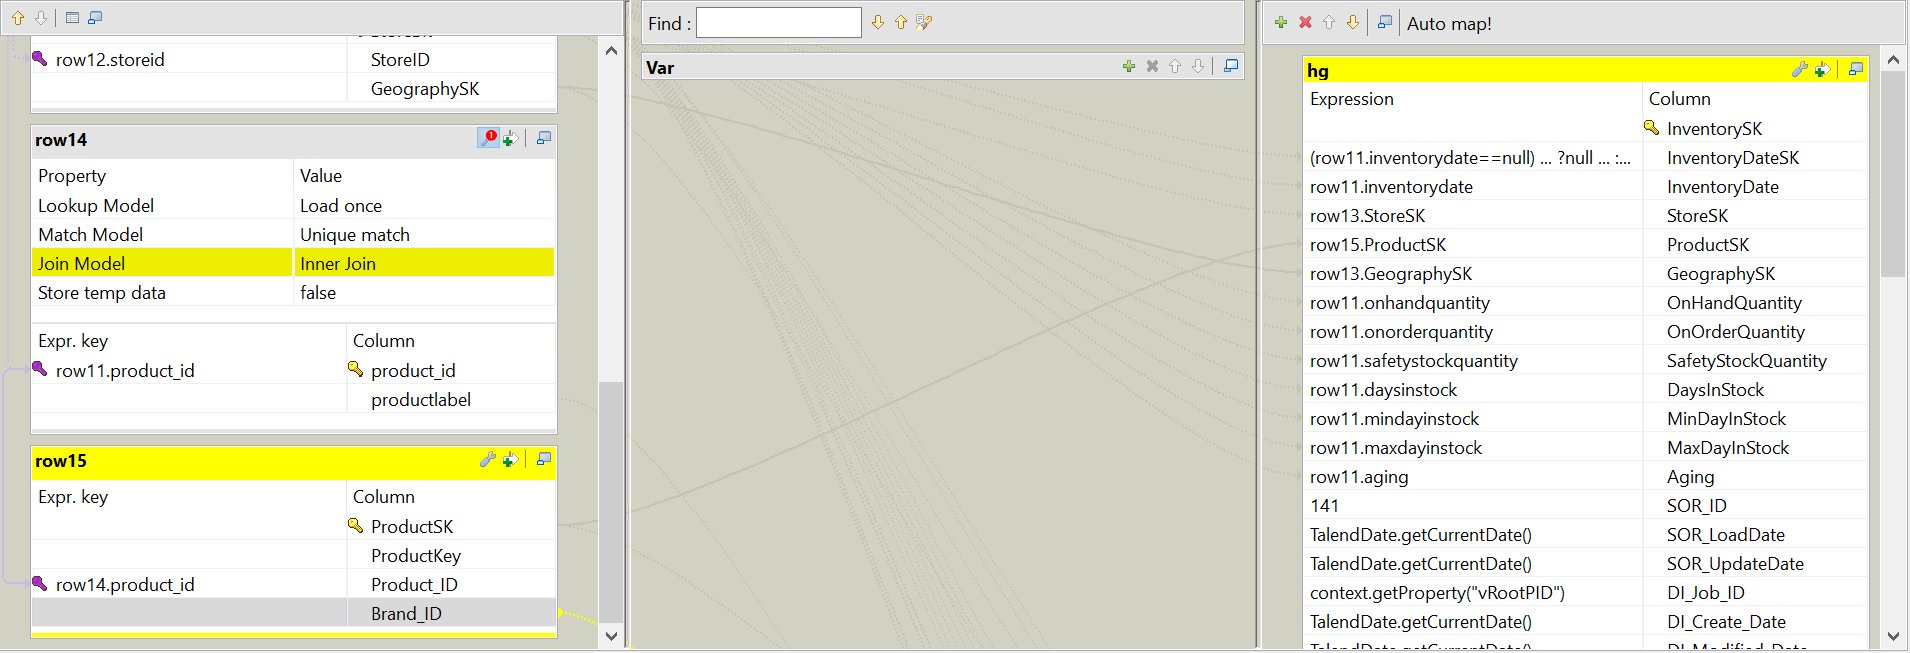 row12.storeid StoreID
GeographySK
row14
Property Value
Lookup Model Load once
Match Model Unique match
Join Model Inner Join
Store temp data false
Expr. key Column
row11.product_id product_id
productlabel
row15
Expr. key Column
ProductSK
ProductKey
row14.product_id Product_ID
Brand_ID
Find :
Var
Auto map!
hg
Expression Column
InventorySK
(row11.inventorydate==null) ... ?null ... :... InventoryDateSK
row11.inventorydate InventoryDate
row13.StoreSK StoreSK
row15.ProductSK ProductSK
row13.GeographySK GeographySK
row11.onhandquantity OnHandQuantity
row11.onorderquantity OnOrderQuantity
row11.safetystockquantity SafetyStockQuantity
row11.daysinstock DaysInStock
row11.mindayinstock MinDayInStock
row11.maxdayinstock MaxDayInStock
row11.aging Aging
141 SOR_ID
TalendDate.getCurrentDate() SOR_LoadDate
TalendDate.getCurrentDate() SOR_UpdateDate
context.getProperty("vRootPID") DI_Job_ID
TalendDate.getCurrentDate() DI_Create_Date
TalendDate.getCurrentDate() DI_Modified_Date